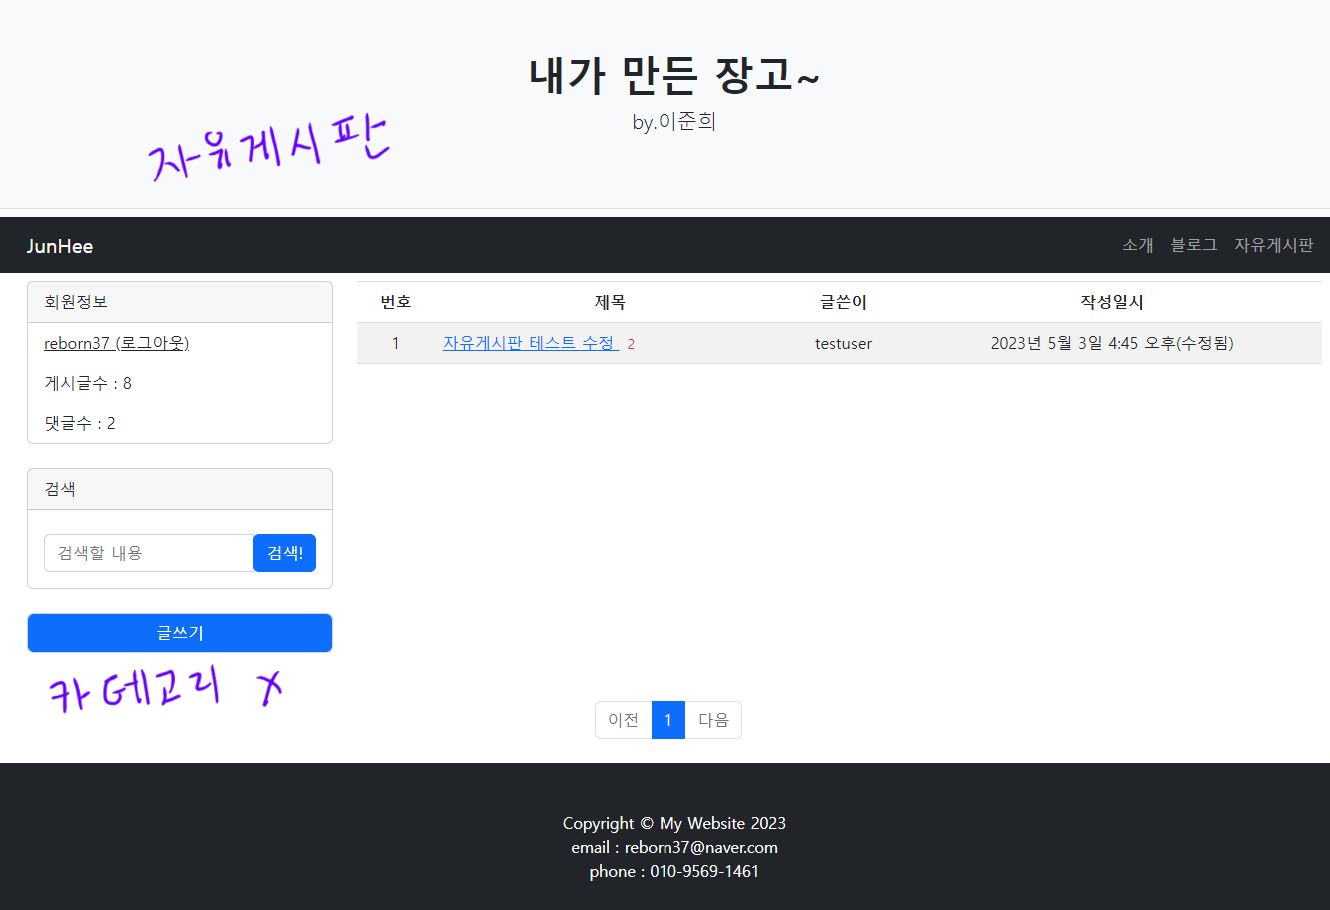 내가 만든 장고~
by.이준희
자유게시판
JunHee
소개 블로그 자유게시판
회원정보
reborn37 (로그아웃)
게시글수 : 8
댓글수 : 2
검색
검색할 내용 검색!
글쓰기
카테고리 X
번호 제목 글쓴이 작성일시
1 자유게시판 테스트 수정 2 testuser 2023년 5월 3일 4:45 오후(수정됨)
이전 1 다음
Copyright © My Website 2023
email : reborn37@naver.com
phone : 010-9569-1461